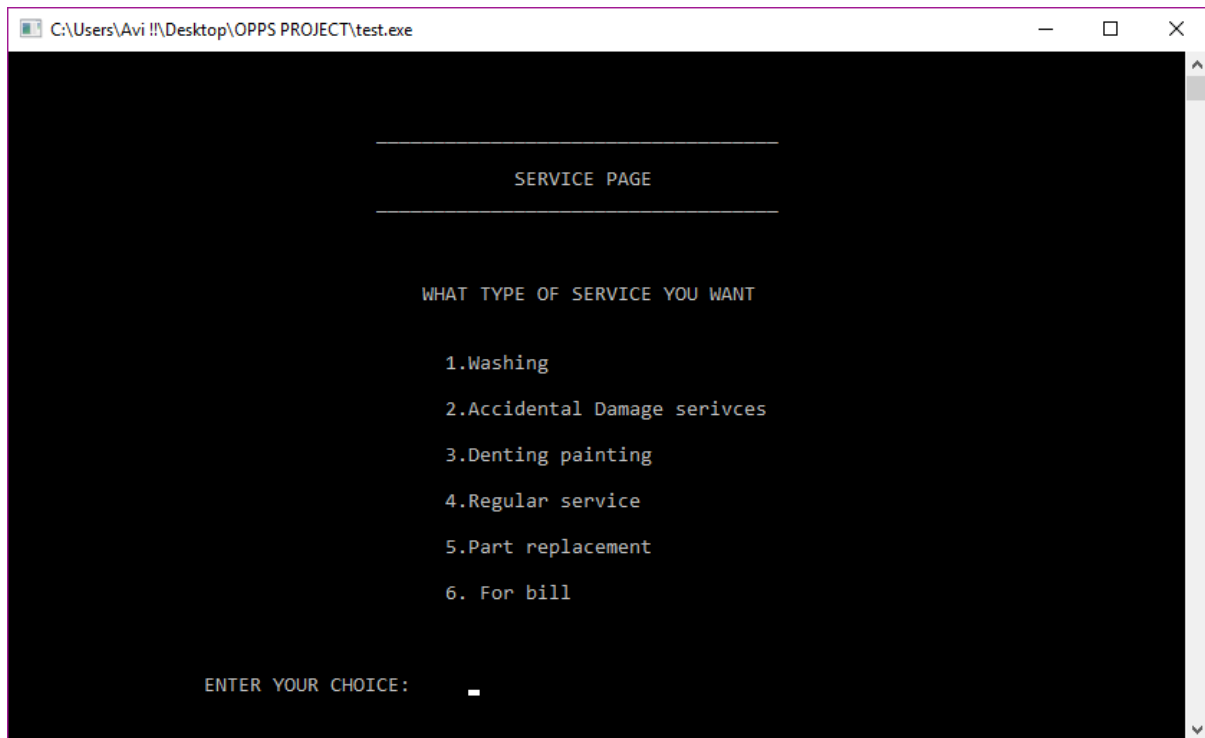 C:\Users\Avi !!\Desktop\OPPS PROJECT\test.exe
SERVICE PAGE
WHAT TYPE OF SERVICE YOU WANT
1.Washing
2.Accidental Damage serivces
3.Denting painting
4.Regular service
5.Part replacement
6. For bill
ENTER YOUR CHOICE: